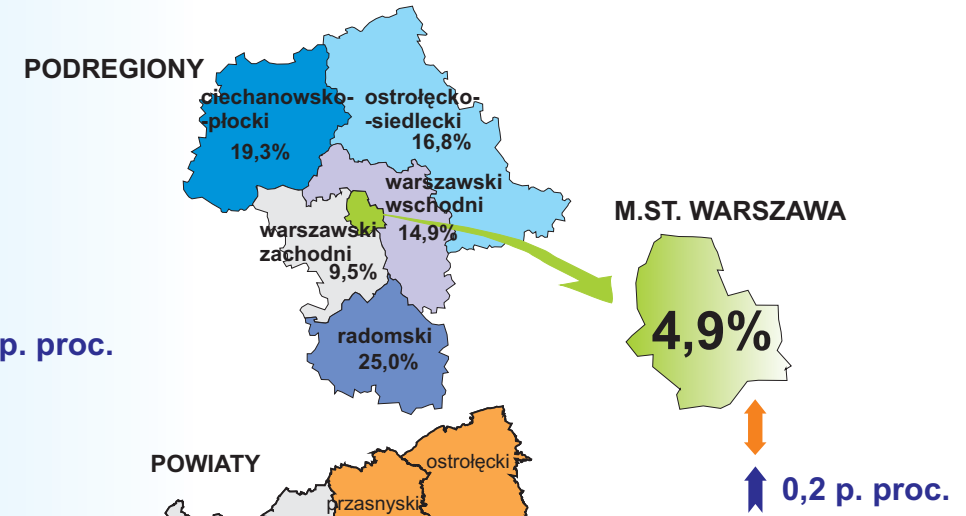 PODREGIONY
ciechanowsko-
-płocki
19,3%
ostrołęcko-
-siedlecki
16,8%
warszawski
wschodni
14,9%
warszawski
zachodni
9,5%
radomski
25,0%
M.ST. WARSZAWA
4,9%
p. proc.
POWIATY
ostrołęcki
przasnyski
0,2 p. proc.